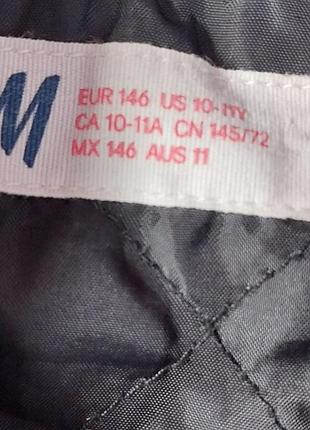 M
EUR 146 US 10-11Y
CA 10-11A CN 145/72
MX 146 AUS 11